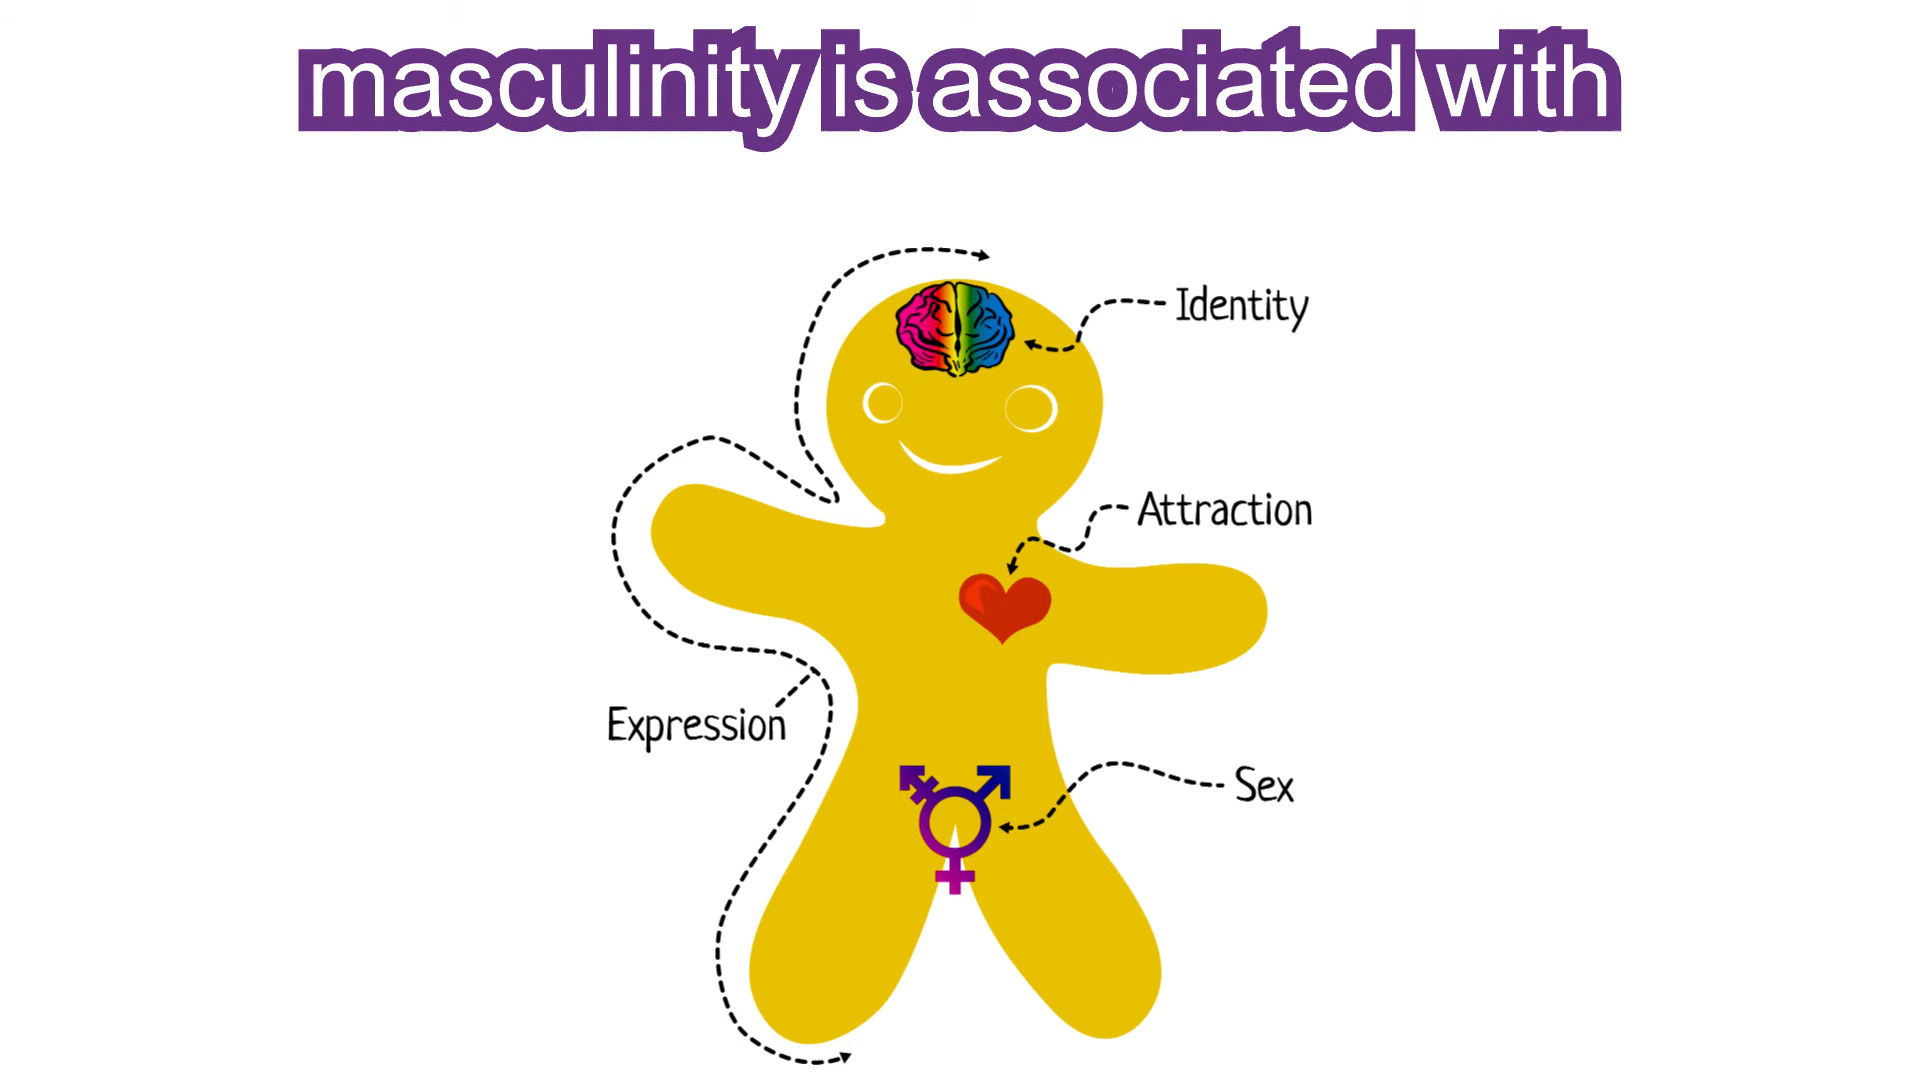 masculinity is associated with
Identity
Attraction
Expression
Sex